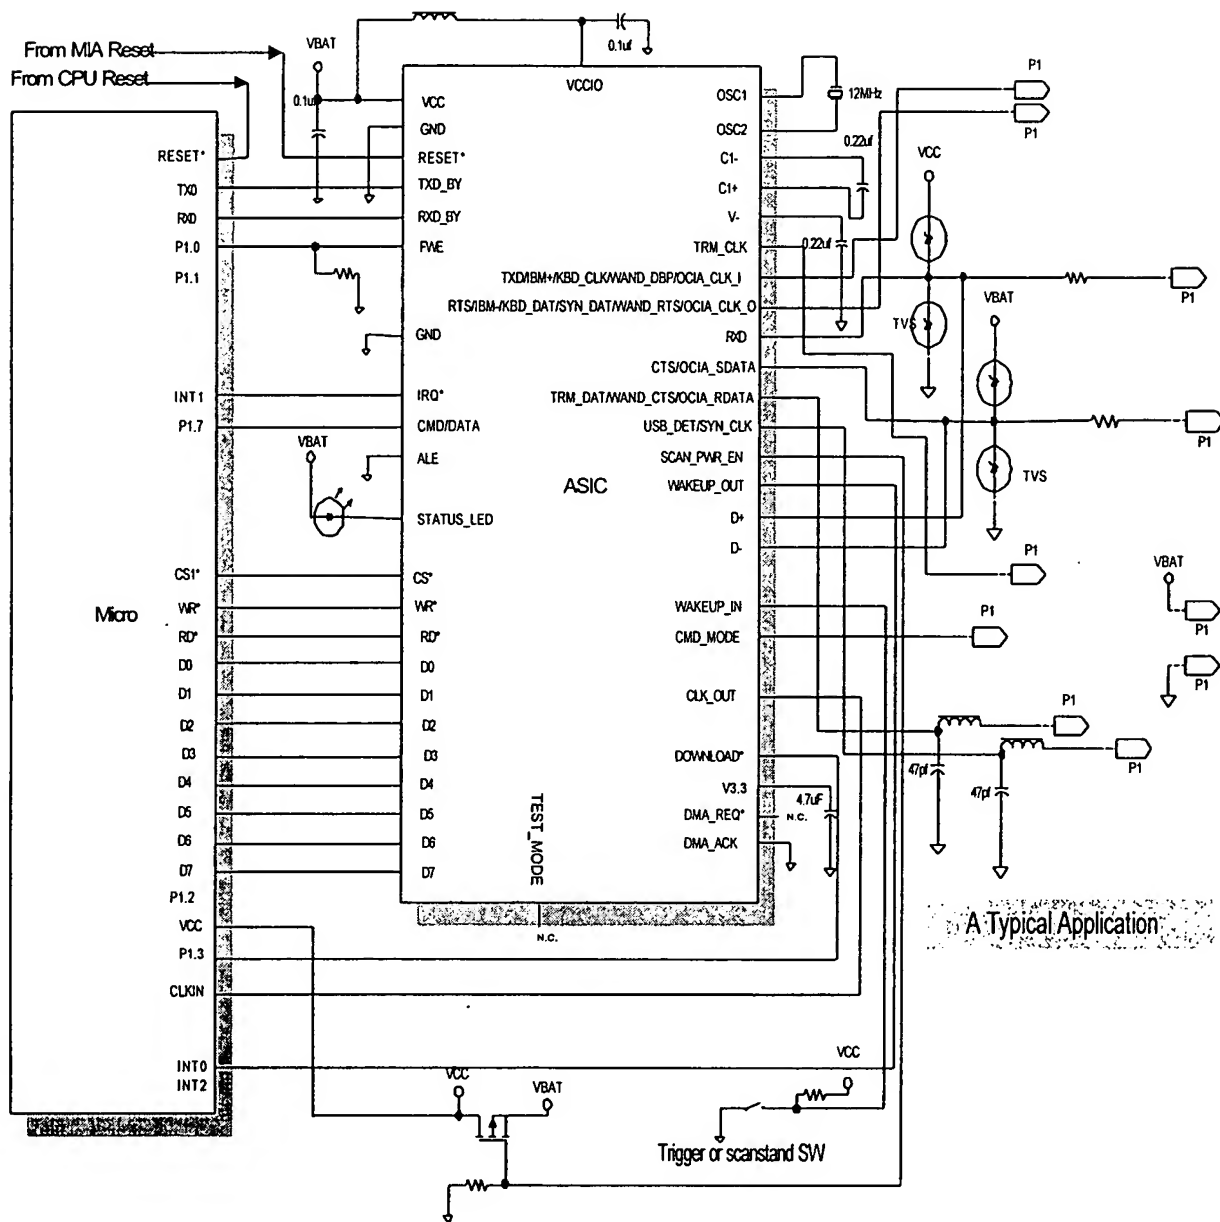 From MIA Reset
From CPU Reset
VBAT
0.1uf
0.1uf
VCCIO
VCC
GND
RESET*
TXD_BY
RXD_BY
FWE
GND
IRQ*
CMD/DATA
ALE
STATUS_LED
CS*
WR*
RD*
D0
D1
D2
D3
D4
D5
D6
D7
VBAT
ASIC
TEST_MODE
N.C.
RESET*
TX0
RXD
P1.0
P1.1
INT1
P1.7
CS1*
Micro
WR*
RD*
D0
D1
D2
D3
D4
D5
D6
D7
P1.2
VCC
P1.3
CLKIN
INT0
INT2
OSC1
OSC2
C1-
C1+
V-
TRM_CLK
TXD/IBM+/KBD_CLK/WAND_DBP/OCIA_CLK_I
RTS/IBM-/KBD_DAT/SYN_DAT/WAND_RTS/OCIA_CLK_O
RXD
CTS/OCIA_SDATA
TRM_DAT/WAND_CTS/OCIA_RDATA
USB_DET/SYN_CLK
SCAN_PWR_EN
WAKEUP_OUT
D+
D-
WAKEUP_IN
CMD_MODE
CLK_OUT
DOWNLOAD*
V3.3
DMA_REQ*
DMA_ACK
12MHz
0.22uf
0.22uf
4.7uF
N.C.
P1
P1
VCC
TVS
P1
VBAT
TVS
P1
P1
VBAT
P1
P1
P1
P1
P1
47pf
47pf
A Typical Application
VCC
VBAT
VCC
Trigger or scanstand SW